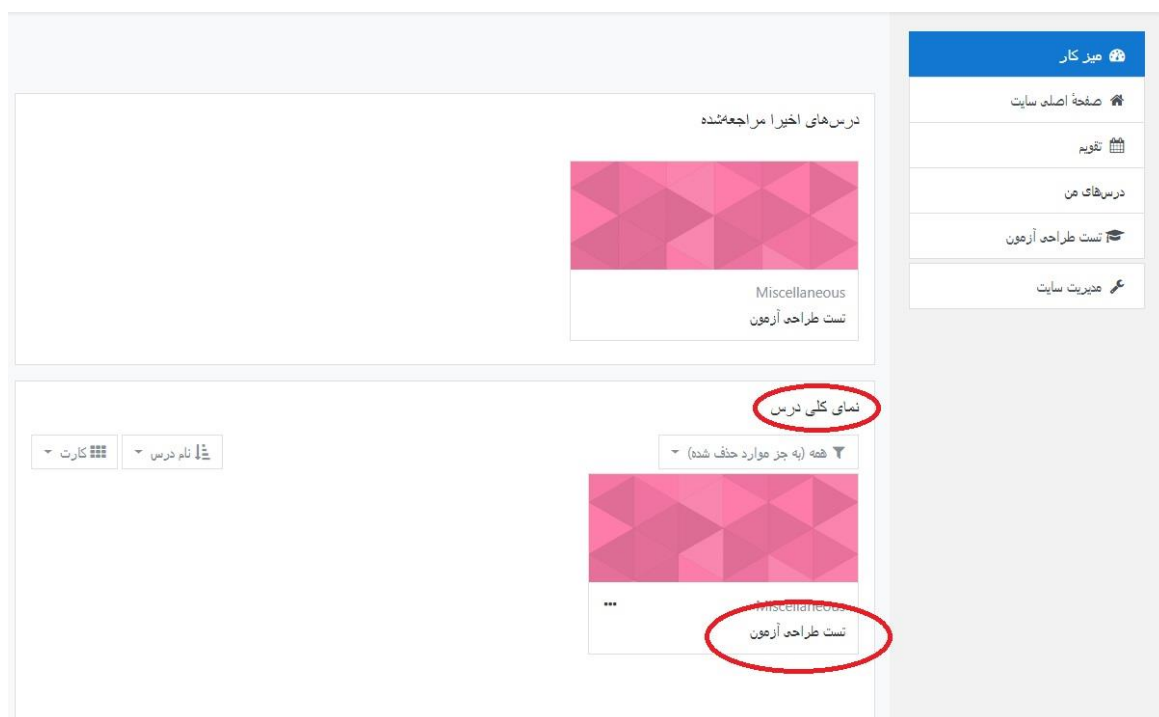 میز کار
صفحهٔ اصلی سایت
تقویم
درس‌های من
تست طراحی آزمون
مدیریت سایت
درس‌های اخیرا مراجعه‌شده
Miscellaneous
تست طراحی آزمون
نمای کلی درس
همه (به جز موارد حذف شده)
نام درس
کارت
Miscellaneous
تست طراحی آزمون